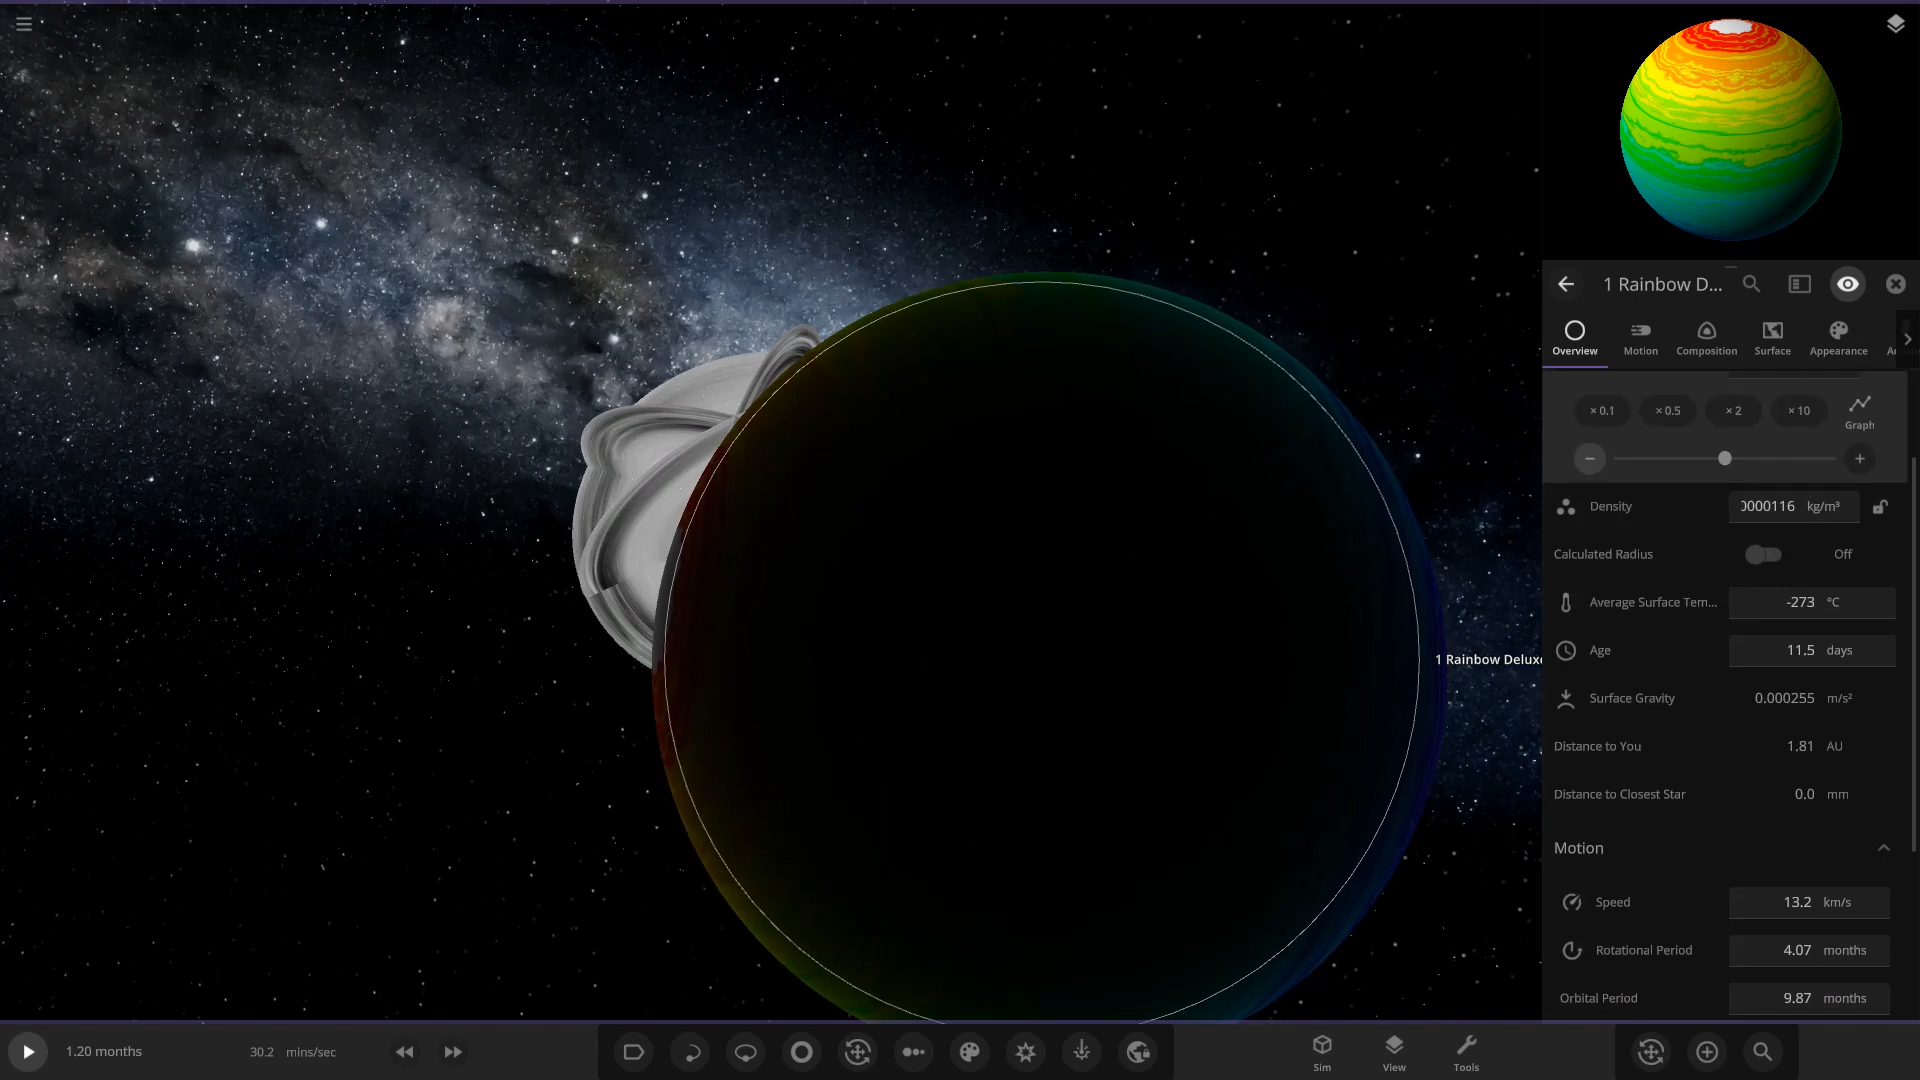 1 Rainbow D...
Overview
Motion
Composition
Surface
Appearance
× 0.1
× 0.5
× 2
× 10
Graph
Density
0000116 kg/m³
Calculated Radius
Off
Average Surface Tem...
-273 °C
Age
11.5 days
Surface Gravity
0.000255 m/s²
1 Rainbow Deluxe
Distance to You
1.81 AU
Distance to Closest Star
0.0 mm
Motion
Speed
13.2 km/s
Rotational Period
4.07 months
Orbital Period
9.87 months
1.20 months
30.2 mins/sec
Sim
View
Tools